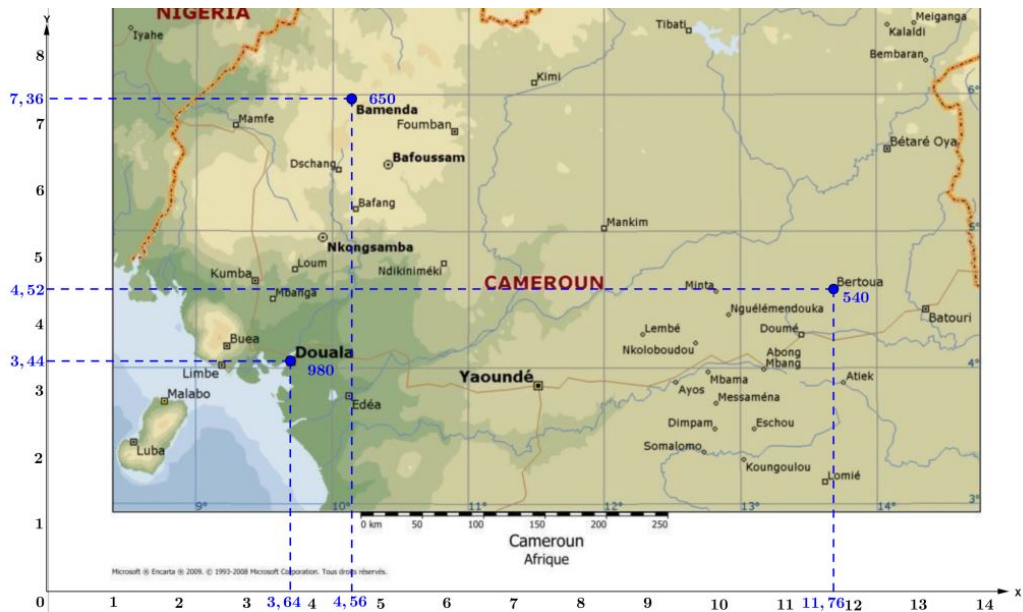 Y
NIGERIA
Iyahe
Tibati
Meiganga
Kalaldi
8
Bembaran
Kimi
7,36
650
6°
Bamenda
7
Mamfe
Foumban
Bétaré Oya
Dschang
Bafoussam
6
Bafang
Mankim
5°
Nkongsamba
5
Loum
Ndikiniméki
Kumba
CAMEROUN
Bertoua
4,52
Mbanga
Minta
540
Nguélémendouka
Batouri
4
Lembé
Doumé
Buea
Nkoloboudou
3,44
Douala
Abong
Mbang
4°
Limbe
980
Yaoundé
Mbama
Atiek
3
Malabo
Ayos
Edéa
Messaména
Dimpam
Eschou
Luba
2
Somalomo
Koungoulou
Lomié
9°
10°
11°
12°
13°
14°
3°
1
0 km 50 100 150 200 250
Cameroun
Afrique
Microsoft ® Encarta ® 2009. © 1993-2008 Microsoft Corporation. Tous droits réservés.
X
0 1 2 3 3,64 4 4,56 5 6 7 8 9 10 11 11,76 12 13 14